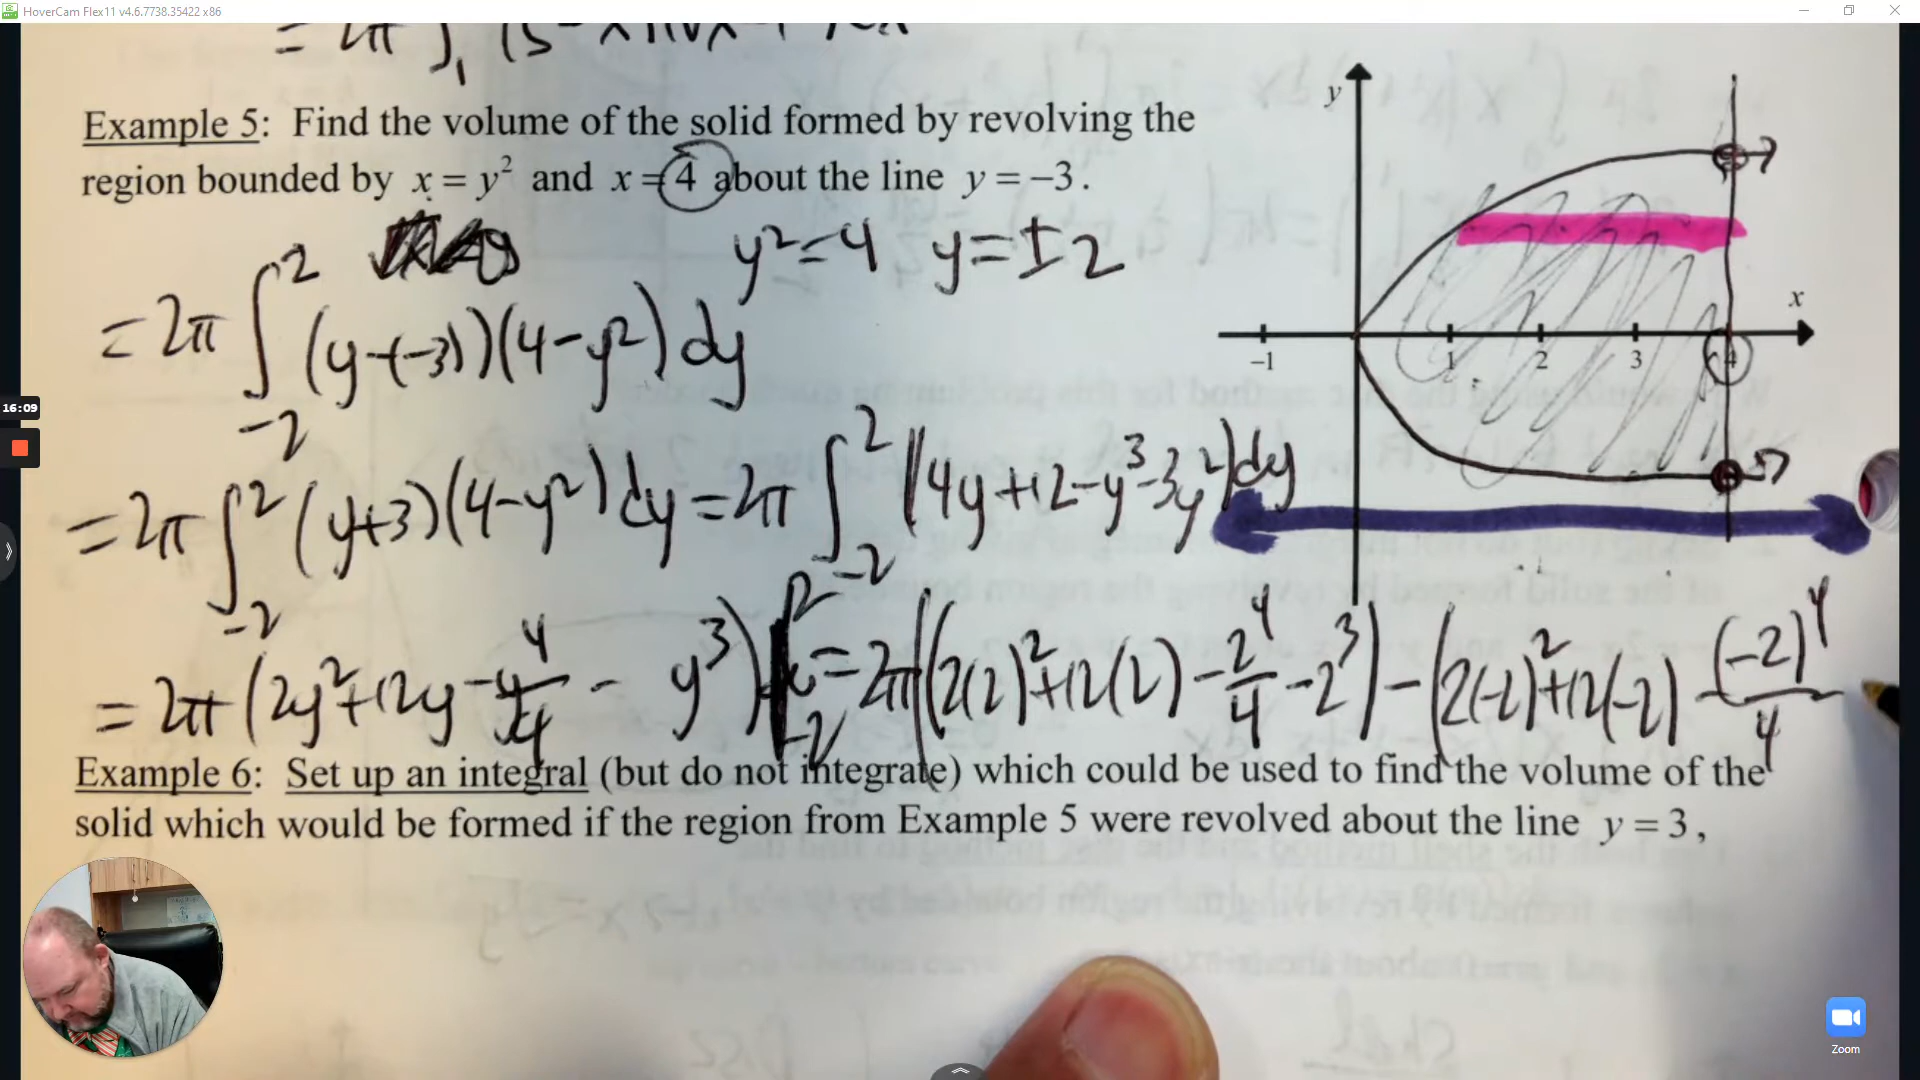 HoverCam Flex11 v4.6.7738.35422 x86
= 2π ∫₁ (5-x)(
Example 5: Find the volume of the solid formed by revolving the
region bounded by x = y² and x = 4 about the line y = −3.
y²=4 y=±2
= 2π ∫₋₂² (y-(-3))(4-y²) dy
= 2π ∫₋₂² (y+3)(4-y²) dy = 2π ∫₋₂² (4y+12-y³-3y²) dy
= 2π (2y²+12y-y⁴/4 - y³) |₋₂² = 2π((2(2)²+12(2)-2⁴/4-2³) - (2(-2)²+12(-2) - (-2)⁴/4
Example 6: Set up an integral (but do not integrate) which could be used to find the volume of the
solid which would be formed if the region from Example 5 were revolved about the line y = 3,
y
x
−1 1 2 3 4
16:09
Zoom